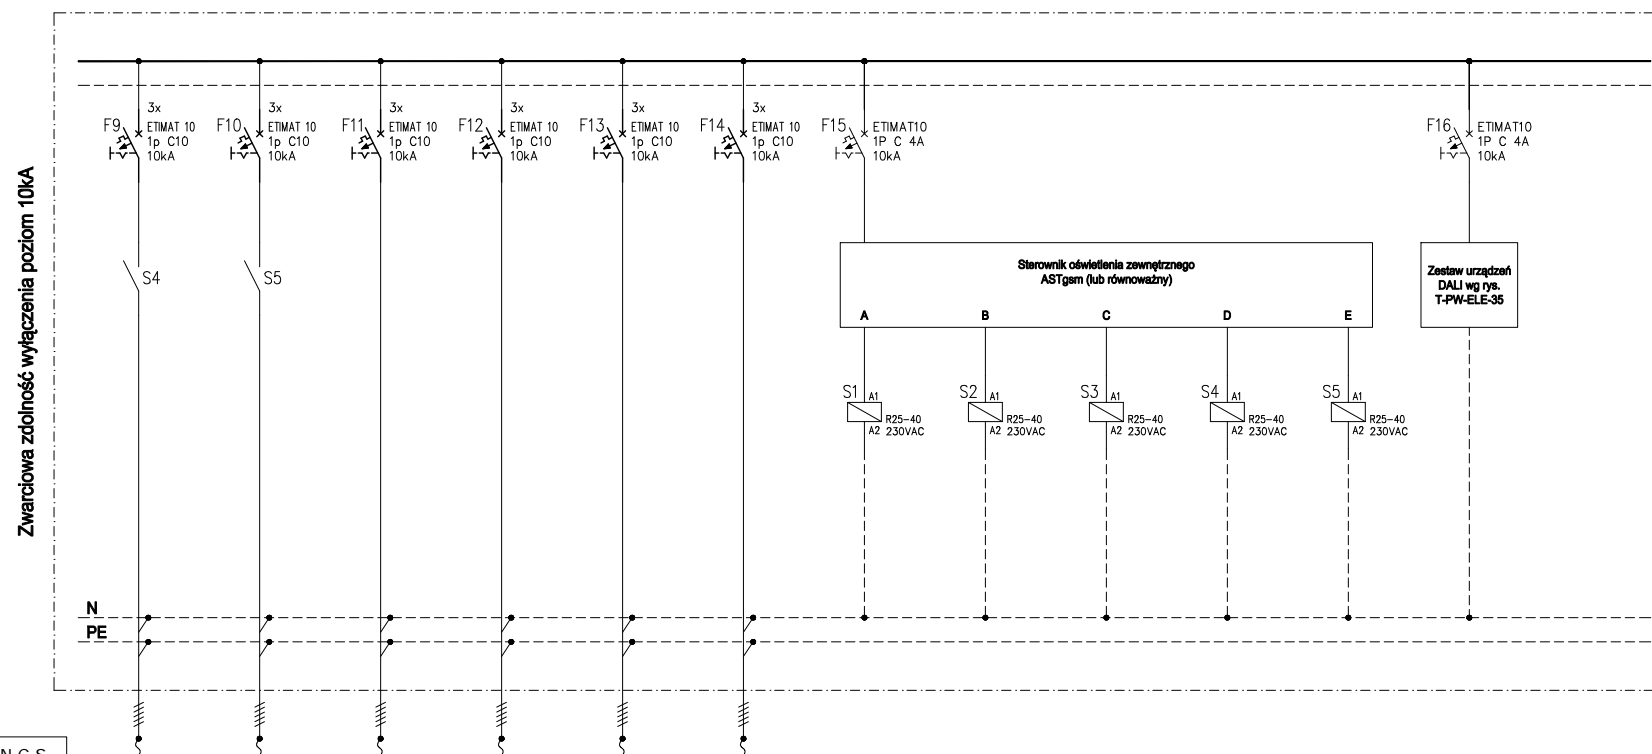 Zwarciowa zdolność wyłączenia poziom 10kA
3x
F9 ETIMAT 10
1p C10
10kA
3x
F10 ETIMAT 10
1p C10
10kA
3x
F11 ETIMAT 10
1p C10
10kA
3x
F12 ETIMAT 10
1p C10
10kA
3x
F13 ETIMAT 10
1p C10
10kA
3x
F14 ETIMAT 10
1p C10
10kA
F15 ETIMAT10
1P C 4A
10kA
F16 ETIMAT10
1P C 4A
10kA
S4
S5
Sterownik oświetlenia zewnętrznego
ASTgsm (lub równoważny)
A B C D E
Zestaw urządzeń
DALI wg rys.
T-PW-ELE-35
S1 A1
R25-40
A2 230VAC
S2 A1
R25-40
A2 230VAC
S3 A1
R25-40
A2 230VAC
S4 A1
R25-40
A2 230VAC
S5 A1
R25-40
A2 230VAC
N
PE